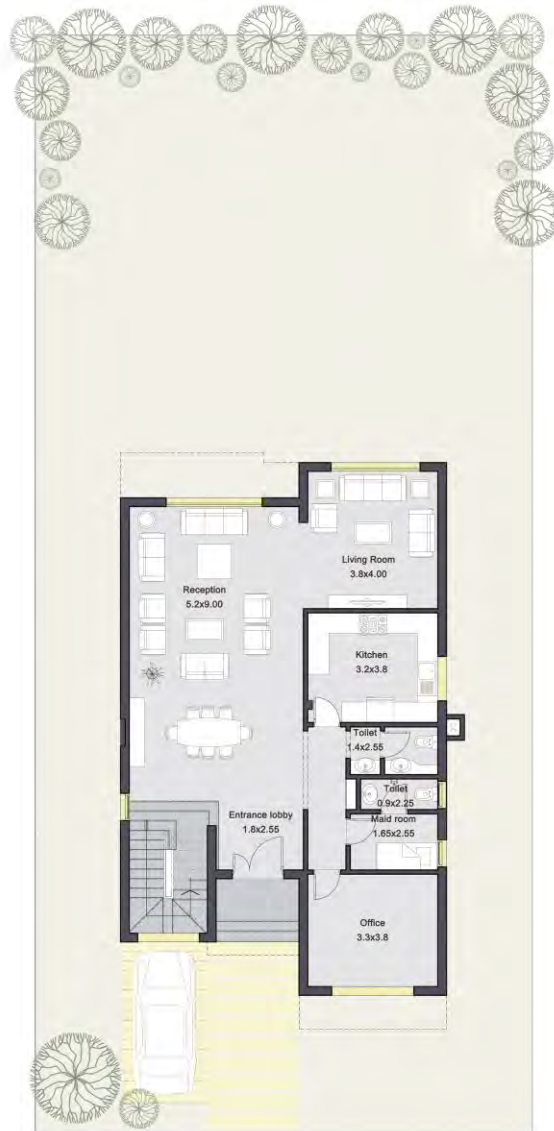 Living Room
3.8x4.00
Reception
5.2x9.00
Kitchen
3.2x3.8
Toilet
1.4x2.55
Toilet
0.9x2.25
Entrance lobby
1.8x2.55
Maid room
1.65x2.55
Office
3.3x3.8